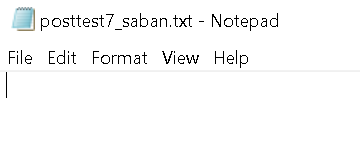 posttest7_saban.txt - Notepad
File Edit Format View Help